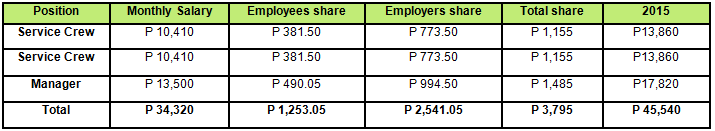 Position Monthly Salary Employees share Employers share Total share 2015
Service Crew P 10,410 P 381.50 P 773.50 P 1,155 P13,860
Service Crew P 10,410 P 381.50 P 773.50 P 1,155 P13,860
Manager P 13,500 P 490.05 P 994.50 P 1,485 P17,820
Total P 34,320 P 1,253.05 P 2,541.05 P 3,795 P 45,540